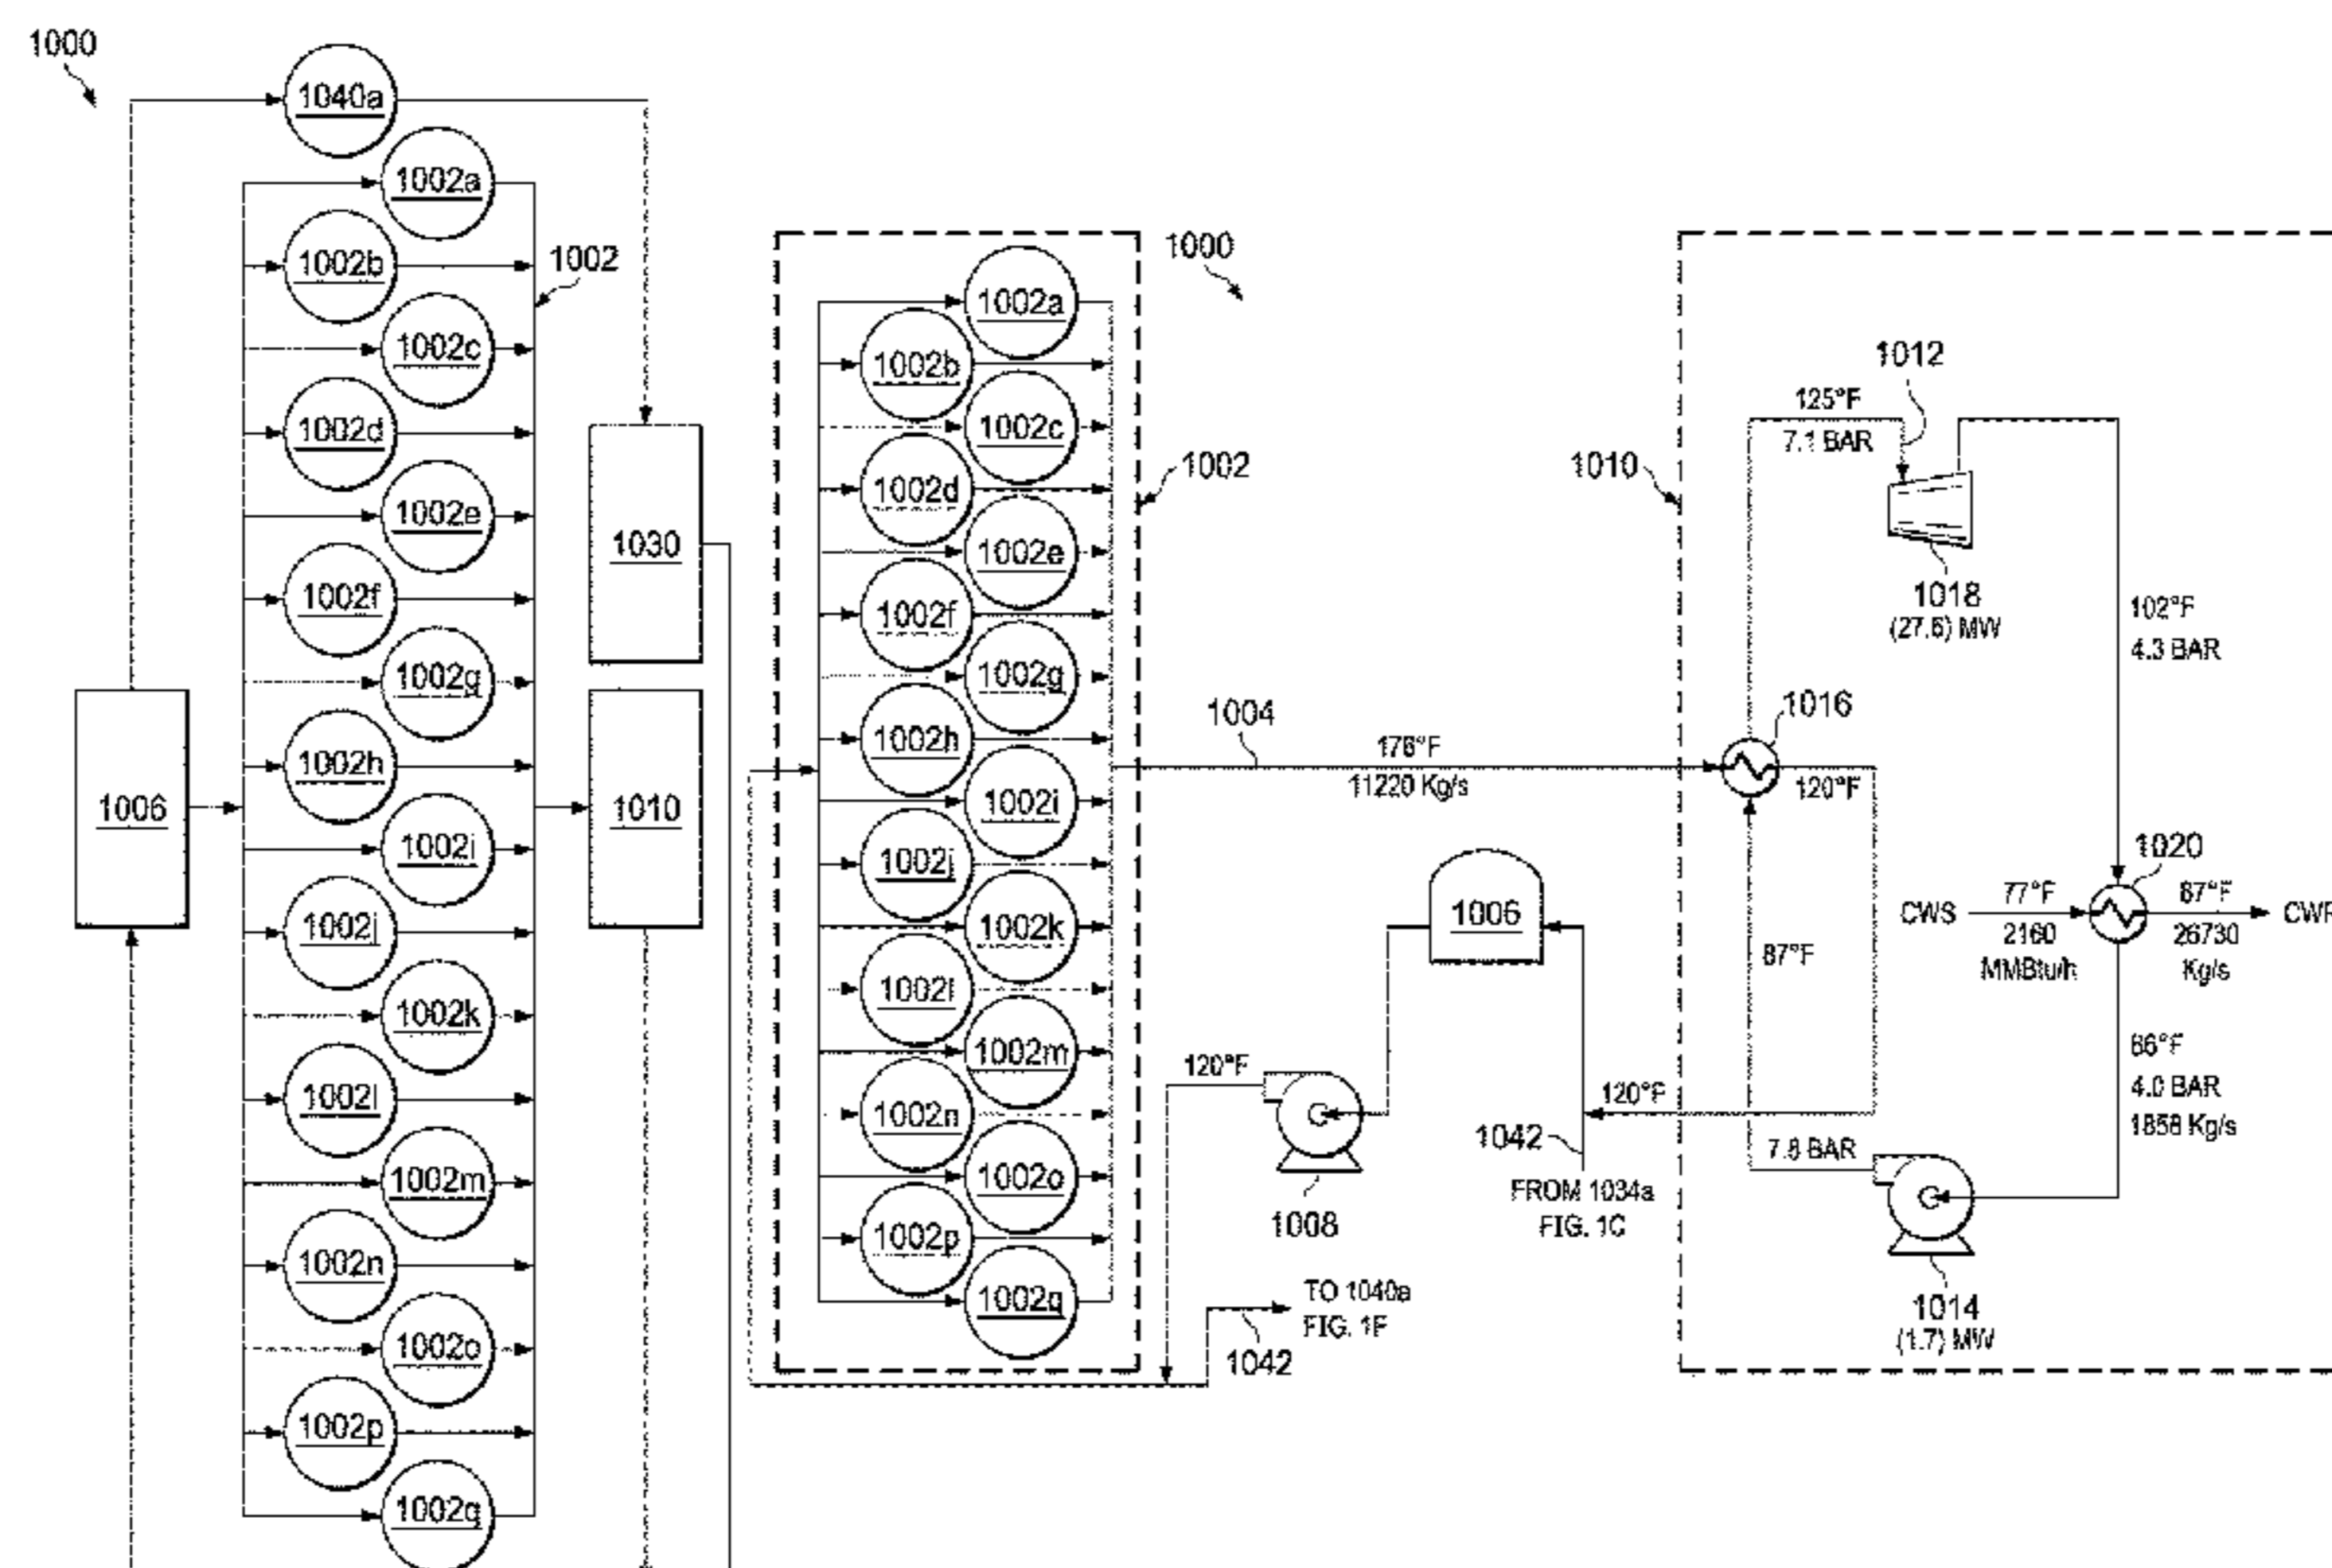 1000
1040a
1002a
1002b
1002
1002c
1002d
1002e
1002f
1002g
1002h
1002i
1002j
1002k
1002l
1002m
1002n
1002o
1002p
1002q
1006
1030
1010
1000
1002a
1002b
1002c
1002d
1002e
1002f
1002g
1002h
1002i
1002j
1002k
1002l
1002m
1002n
1002o
1002p
1002q
1002
1004
176°F
11220 Kg/s
1006
120°F
1008
120°F
1042
FROM 1034a
FIG. 1C
TO 1040a
FIG. 1F
1042
1010
1012
125°F
7.1 BAR
1018
(27.6) MW
102°F
4.3 BAR
1016
120°F
1020
CWS
77°F
2160
MMBtu/h
87°F
26730
Kg/s
CWR
87°F
86°F
4.0 BAR
1858 Kg/s
7.8 BAR
1014
(1.7) MW